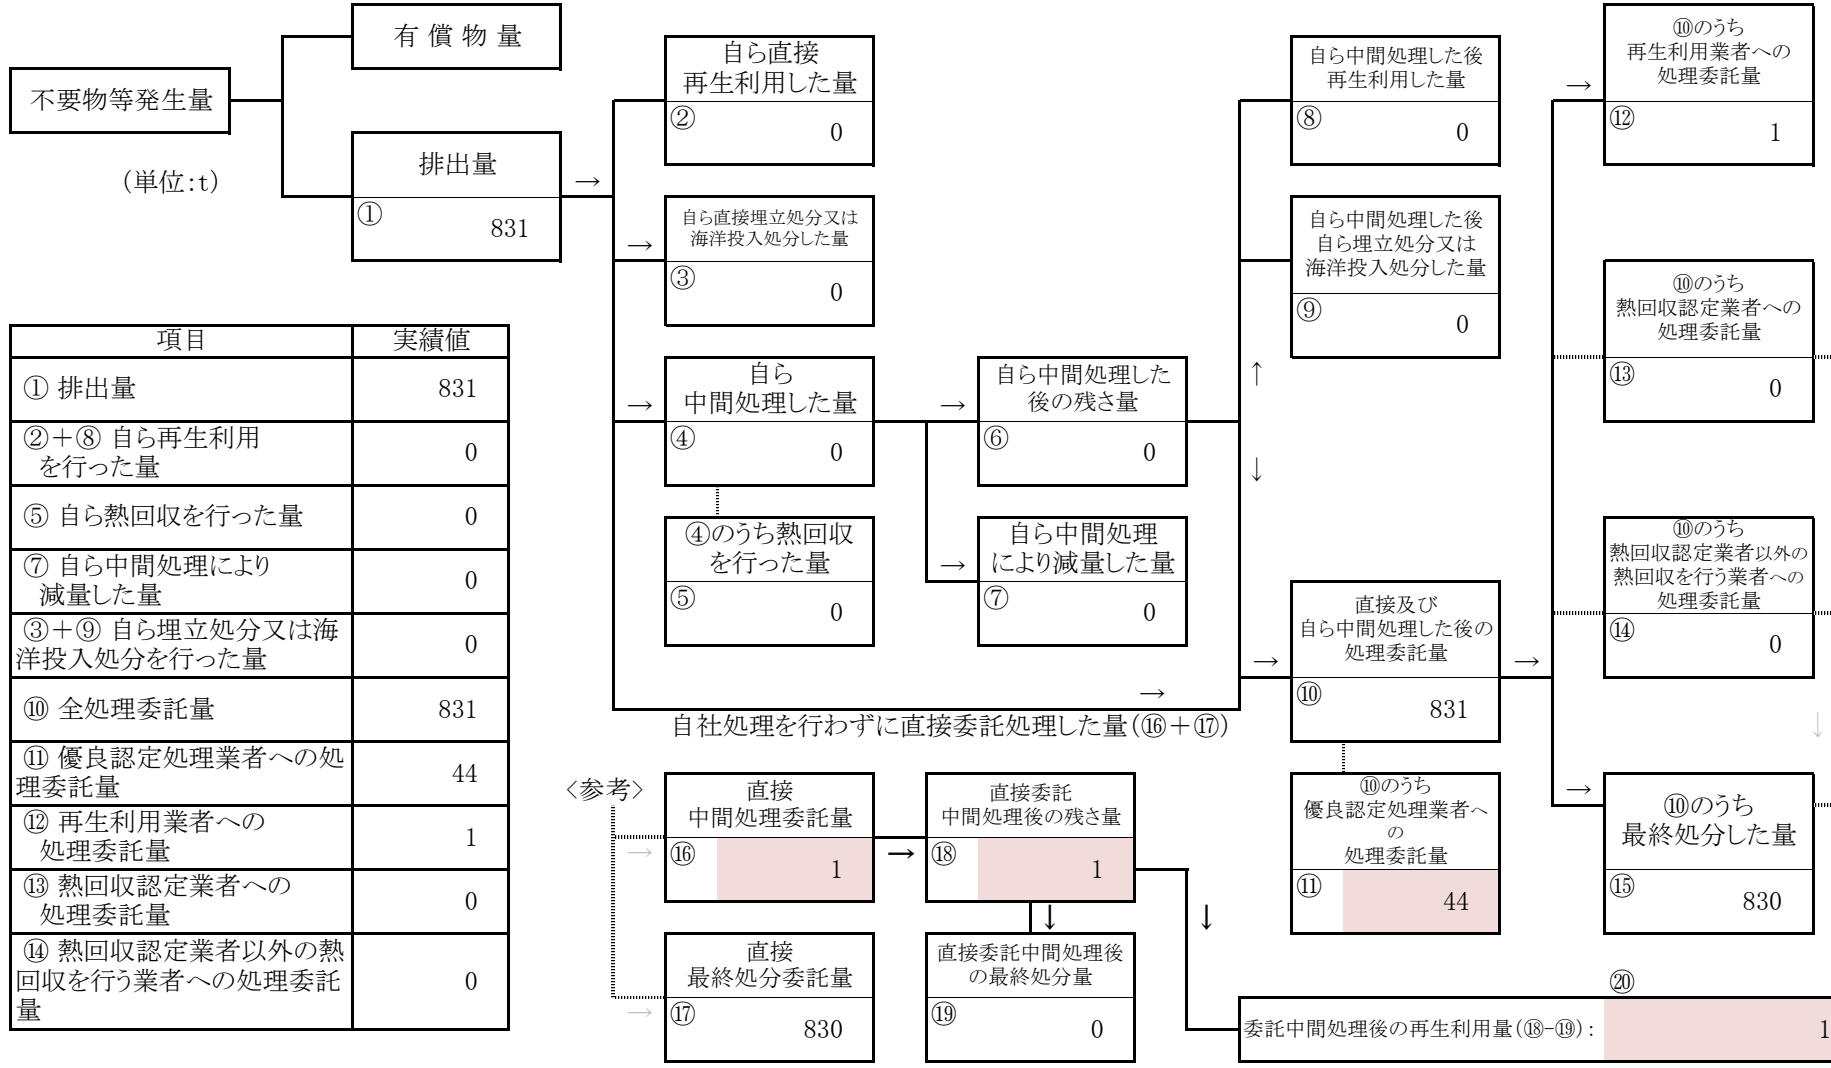 有 償 物 量
不要物等発生量
(単位:t)
排出量
①
831
→
自ら直接
再生利用した量
②
0
→
自ら直接埋立処分又は
海洋投入処分した量
③
0
→
自ら
中間処理した量
④
0
④のうち熱回収
を行った量
⑤
0
→
自ら中間処理した
後の残さ量
⑥
0
→
自ら中間処理
により減量した量
⑦
0
自ら中間処理した後
再生利用した量
⑧
0
自ら中間処理した後
自ら埋立処分又は
海洋投入処分した量
⑨
0
↑
↓
→
→
自社処理を行わずに直接委託処理した量(⑯+⑰)
直接及び
自ら中間処理した後の
処理委託量
⑩
831
→
⑩のうち
優良認定処理業者へ
の
処理委託量
⑪
44
→
⑩のうち
再生利用業者への
処理委託量
⑫
1
⑩のうち
熱回収認定業者への
処理委託量
⑬
0
⑩のうち
熱回収認定業者以外の
熱回収を行う業者への
処理委託量
⑭
0
↓
→
⑩のうち
最終処分した量
⑮
830
項目 実績値
① 排出量 831
②+⑧ 自ら再生利用
を行った量 0
⑤ 自ら熱回収を行った量 0
⑦ 自ら中間処理により
減量した量 0
③+⑨ 自ら埋立処分又は海
洋投入処分を行った量 0
⑩ 全処理委託量 831
⑪ 優良認定処理業者への処
理委託量 44
⑫ 再生利用業者への
処理委託量 1
⑬ 熱回収認定業者への
処理委託量 0
⑭ 熱回収認定業者以外の熱
回収を行う業者への処理委託
量 0
<参考>
→
直接
中間処理委託量
⑯
1
→
直接委託
中間処理後の残さ量
⑱
1
↓
↓
→
直接
最終処分委託量
⑰
830
直接委託中間処理後
の最終処分量
⑲
0
⑳
委託中間処理後の再生利用量(⑱-⑲): 1